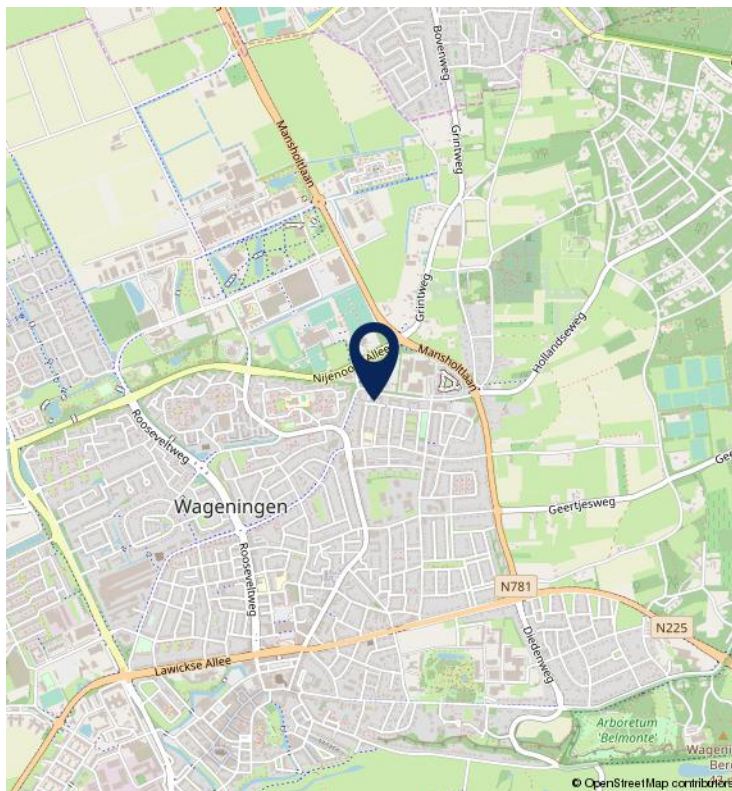 Bovenweg
Grintweg
Mansholtlaan
Grintweg
Hollandseweg
Nijenoord Allee
Mansholtlaan
Rooseveltweg
Wageningen
Geertjesweg
Rooseveltweg
N781
N225
Lawickse Allee
Diedenweg
Arboretum
'Belmonte'
© OpenStreetMap contributors